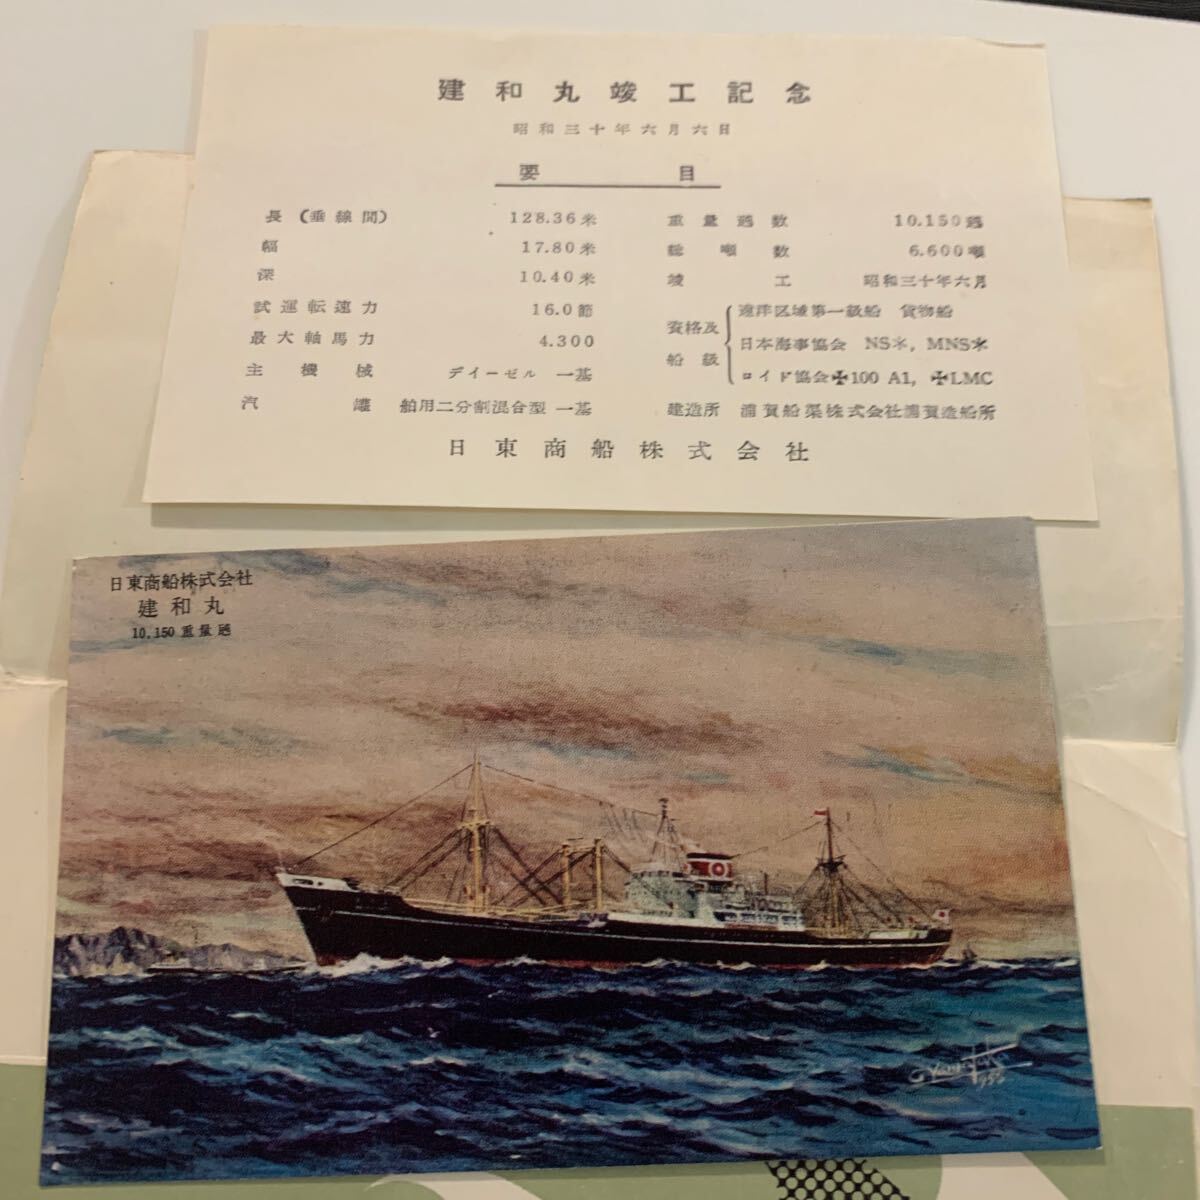 建和丸竣工記念
昭和三十年六月六日
要 目
長(垂線間) 128.36米
幅 17.80米
深 10.40米
試運転速力 16.0節
最大軸馬力 4.300
主機械 デイーゼル 一基
汽罐 舶用二分割混合型 一基
重量噸数 10.150噸
総噸数 6.600噸
竣工 昭和三十年六月
資格及船級
遠洋区域第一級船 貨物船
日本海事協会 NS*, MNS*
ロイド協会✠100 A1, ✠LMC
建造所 浦賀船渠株式会社浦賀造船所
日東商船株式会社
日東商船株式会社
建和丸
10.150重量噸
1955